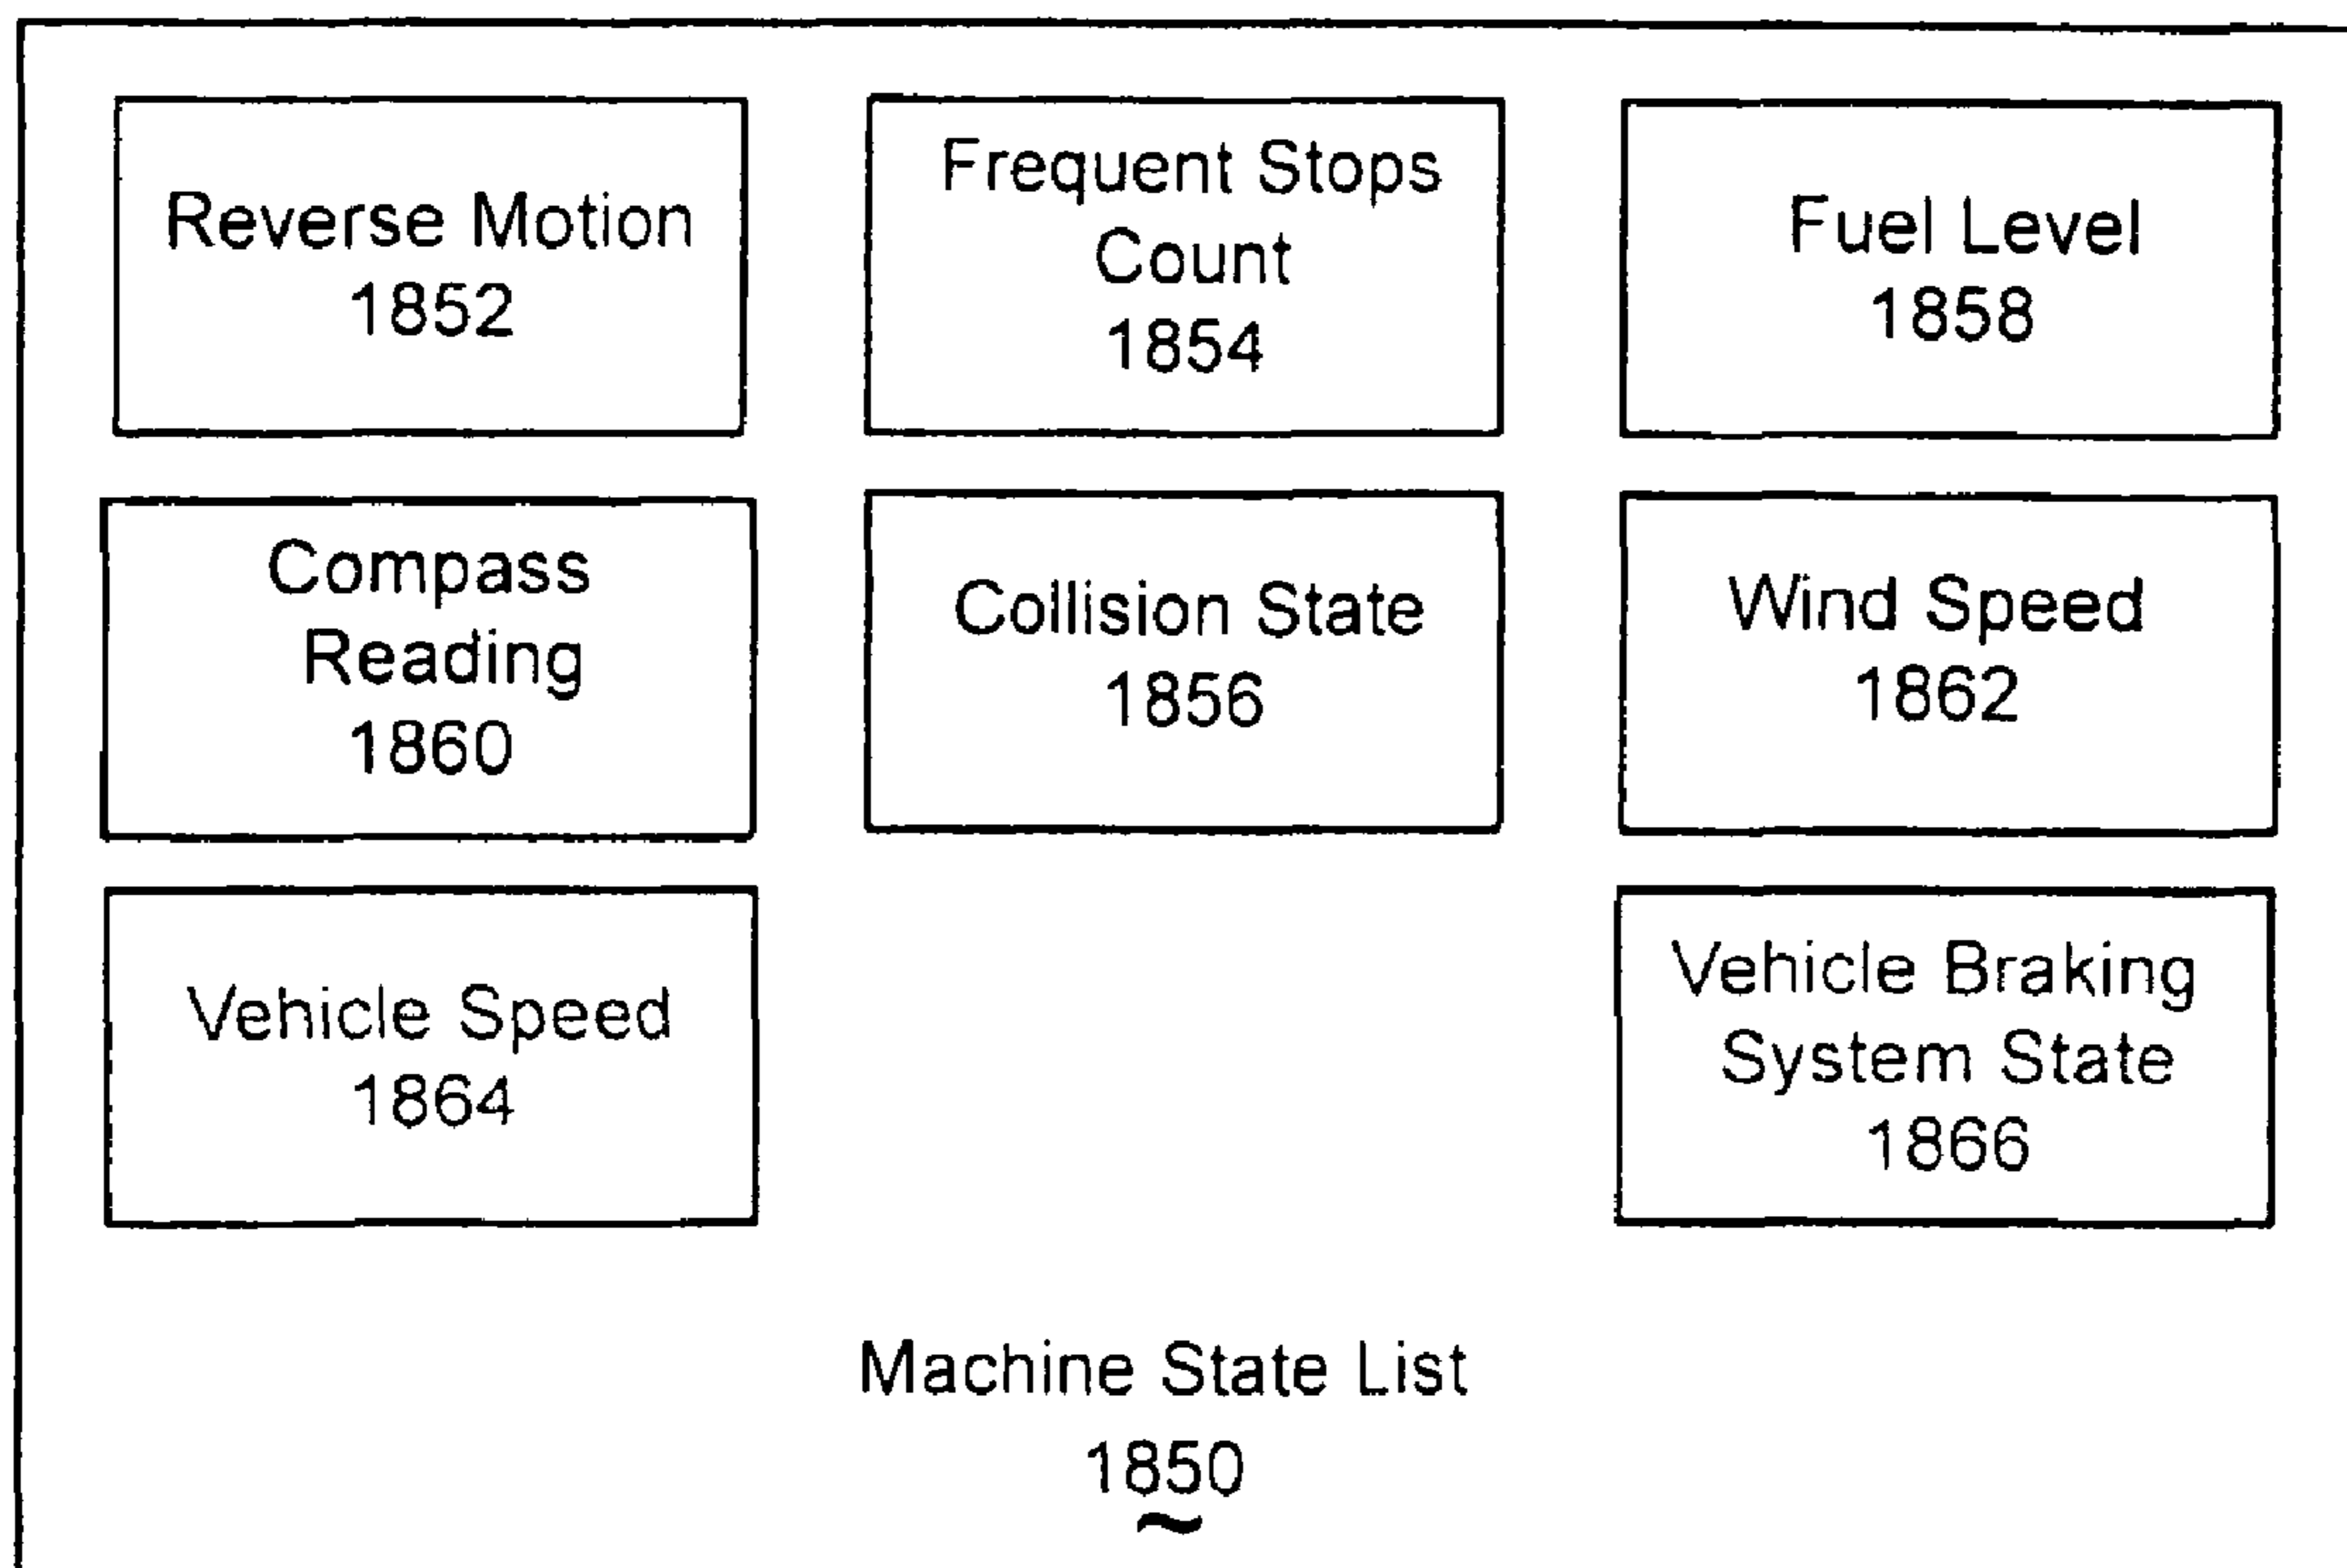 Reverse Motion
1852
Frequent Stops
Count
1854
Fuel Level
1858
Compass
Reading
1860
Collision State
1856
Wind Speed
1862
Vehicle Speed
1864
Vehicle Braking
System State
1866
Machine State List
1850